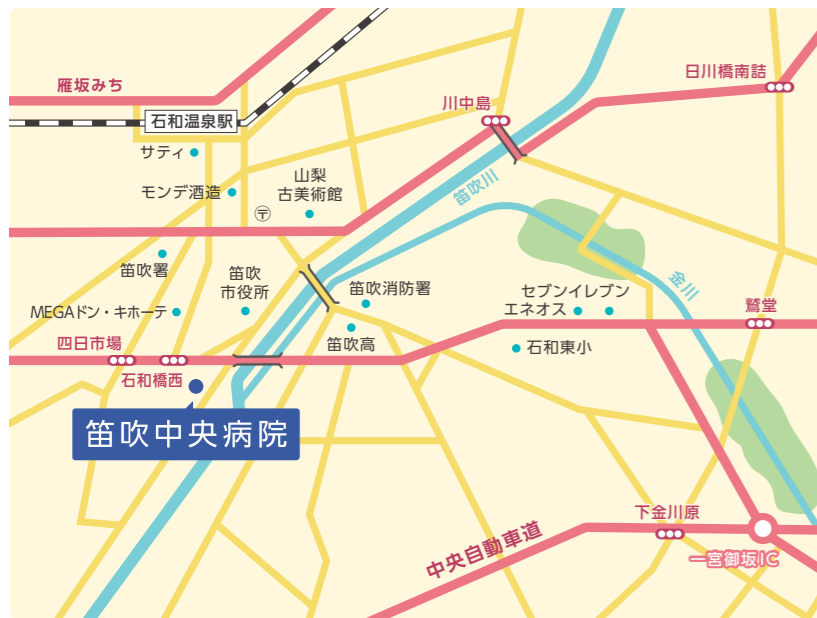 日川橋南詰
雁坂みち
川中島
石和温泉駅
サティ
山梨
古美術館
モンデ酒造
笛吹川
〒
笛吹署
笛吹
市役所
笛吹消防署
セブンイレブン
金川
MEGAドン・キホーテ
エネオス
鵞堂
四日市場
笛吹高
石和東小
石和橋西
笛吹中央病院
下金川原
中央自動車道
一宮御坂IC